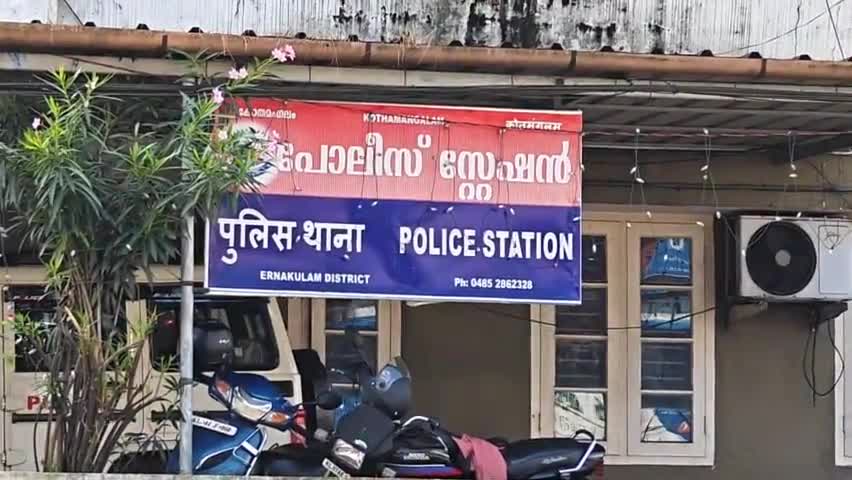 കോതമംഗലം KOTHAMANGALAM कोतमंगलम
പോലീസ് സ്റ്റേഷൻ
पुलिस थाना POLICE STATION
ERNAKULAM DISTRICT Ph: 0485 2862328